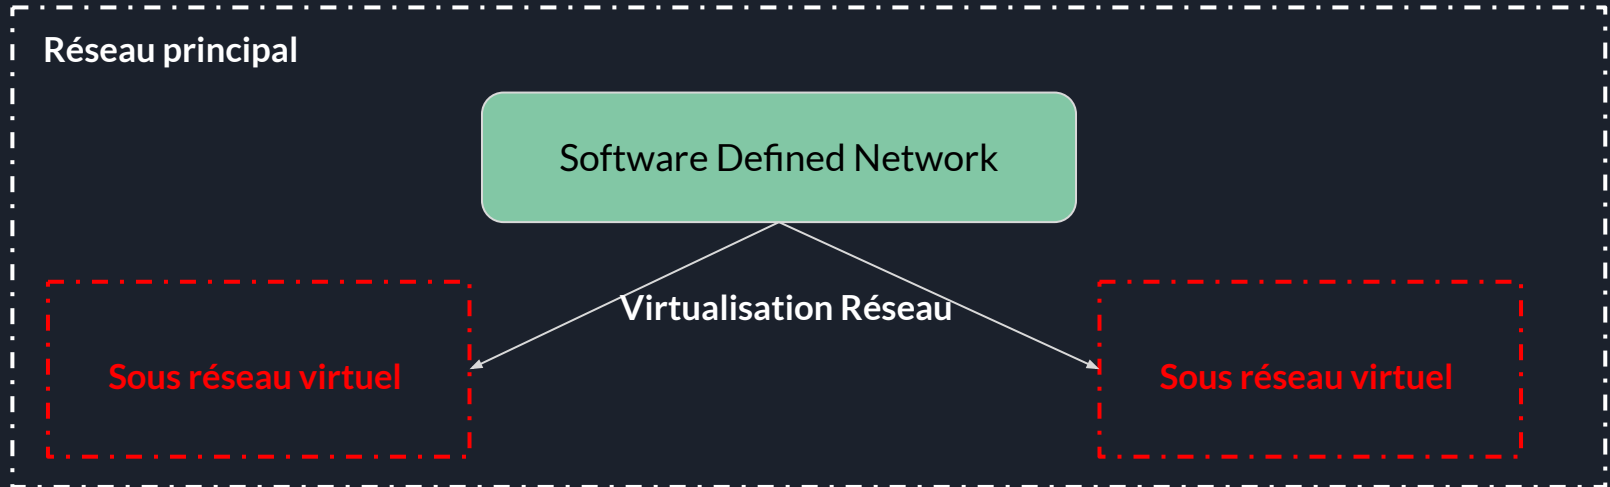 Réseau principal
Software Defined Network
Virtualisation Réseau
Sous réseau virtuel
Sous réseau virtuel